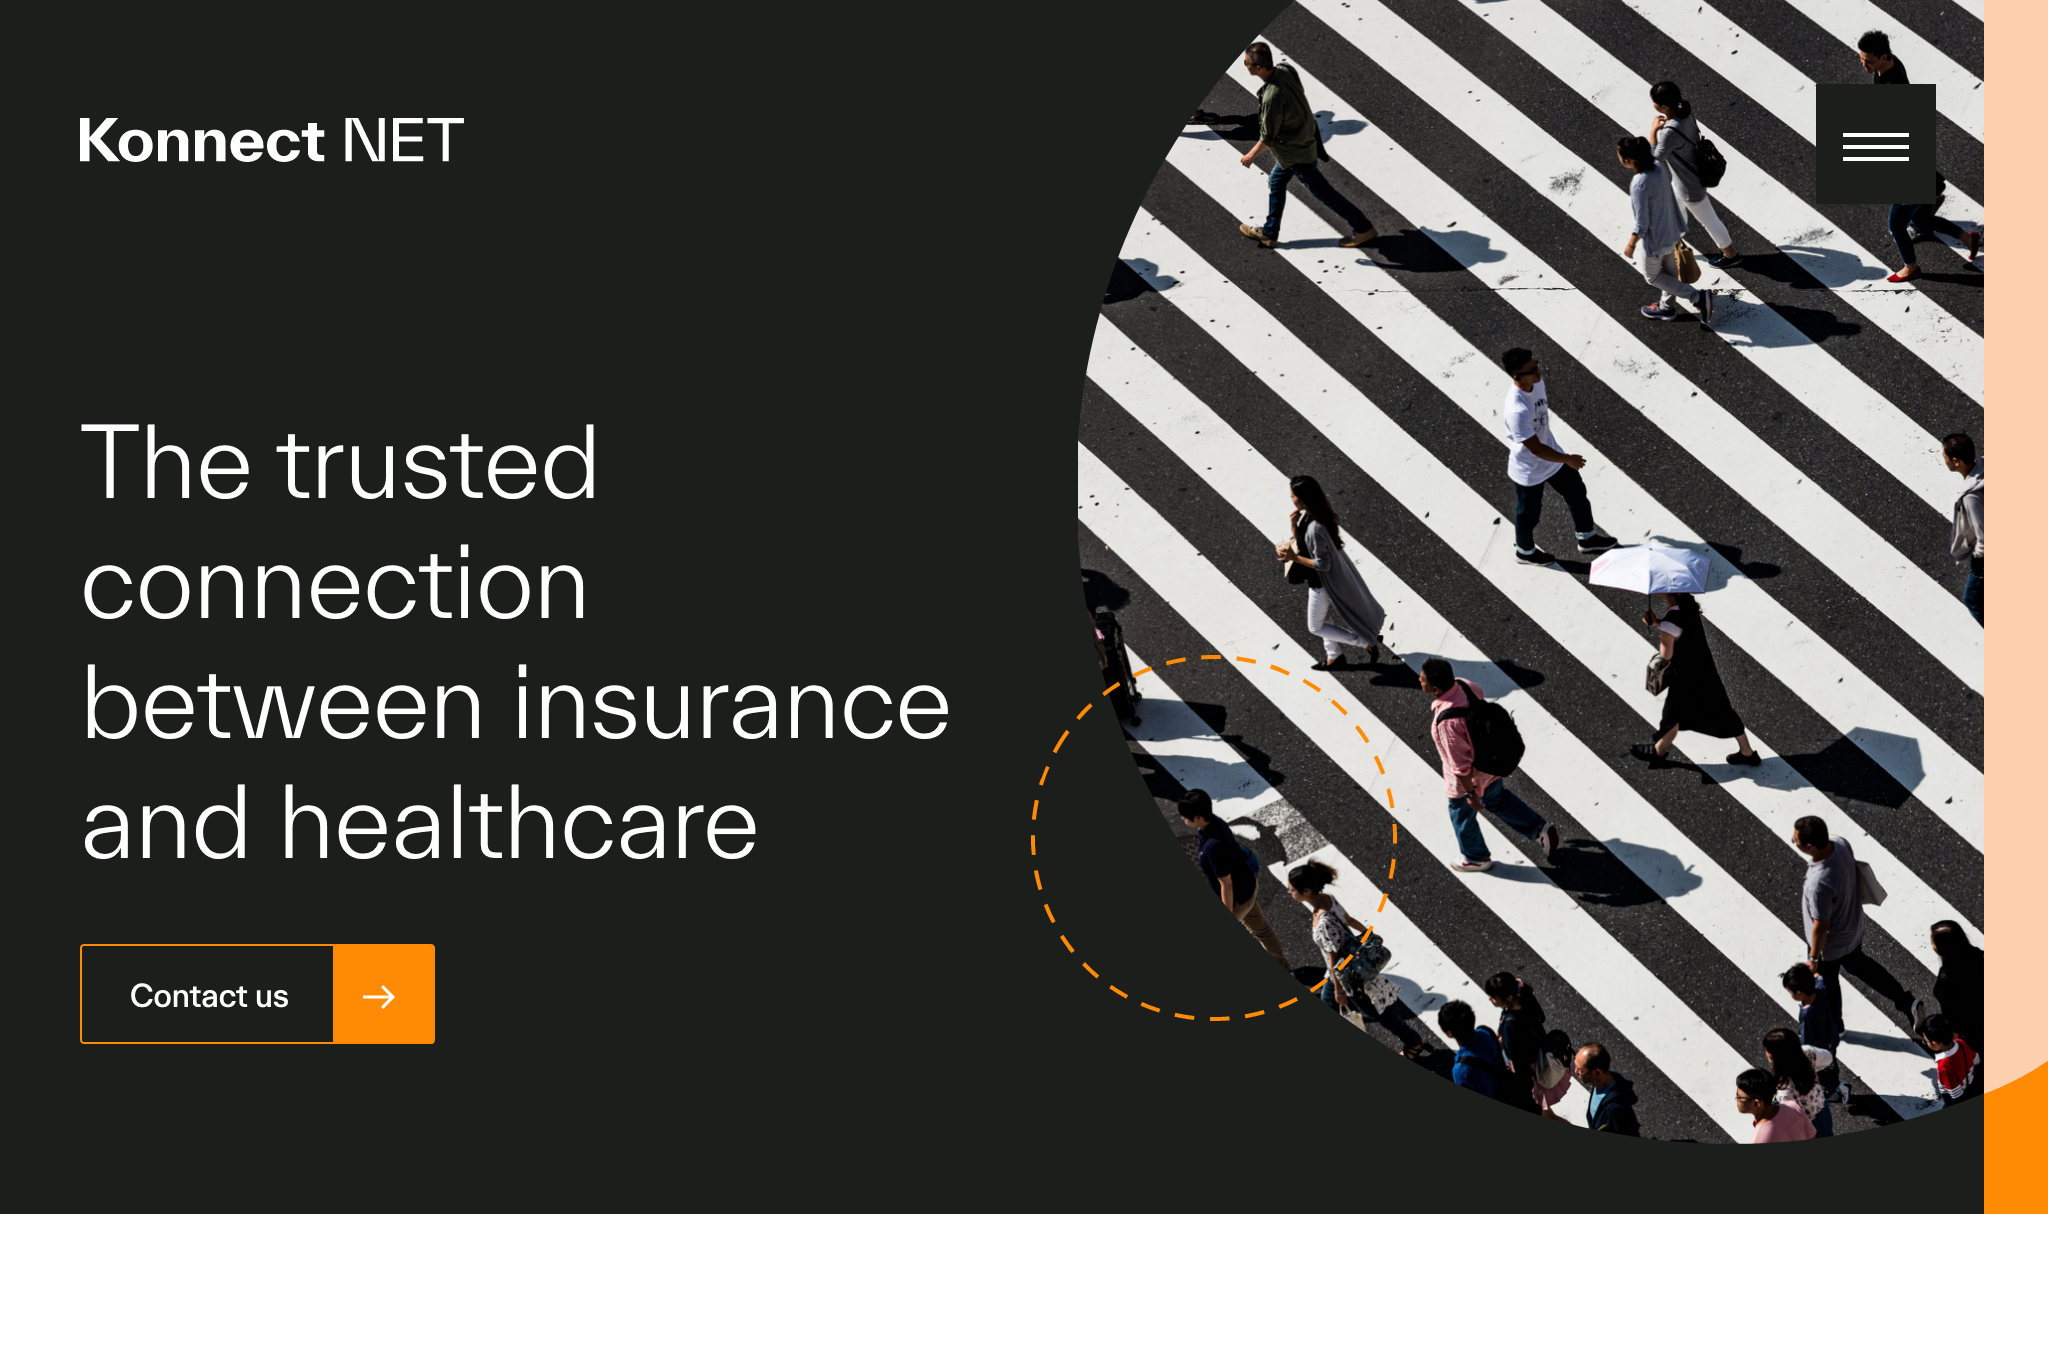 Konnect NET
The trusted
connection
between insurance
and healthcare
Contact us